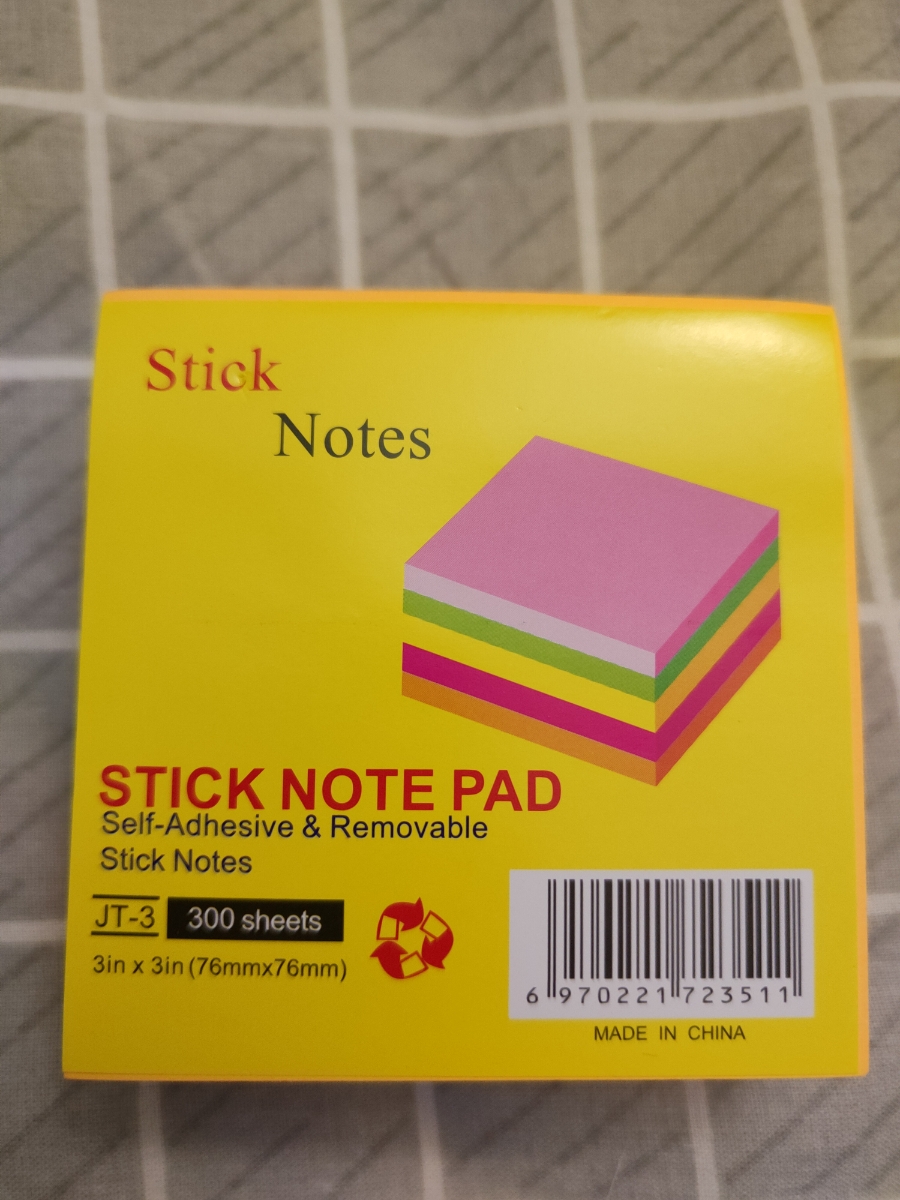 Stick
Notes
STICK NOTE PAD
Self-Adhesive & Removable
Stick Notes
JT-3 300 sheets
3in x 3in (76mmx76mm)
6 970221 723511
MADE IN CHINA